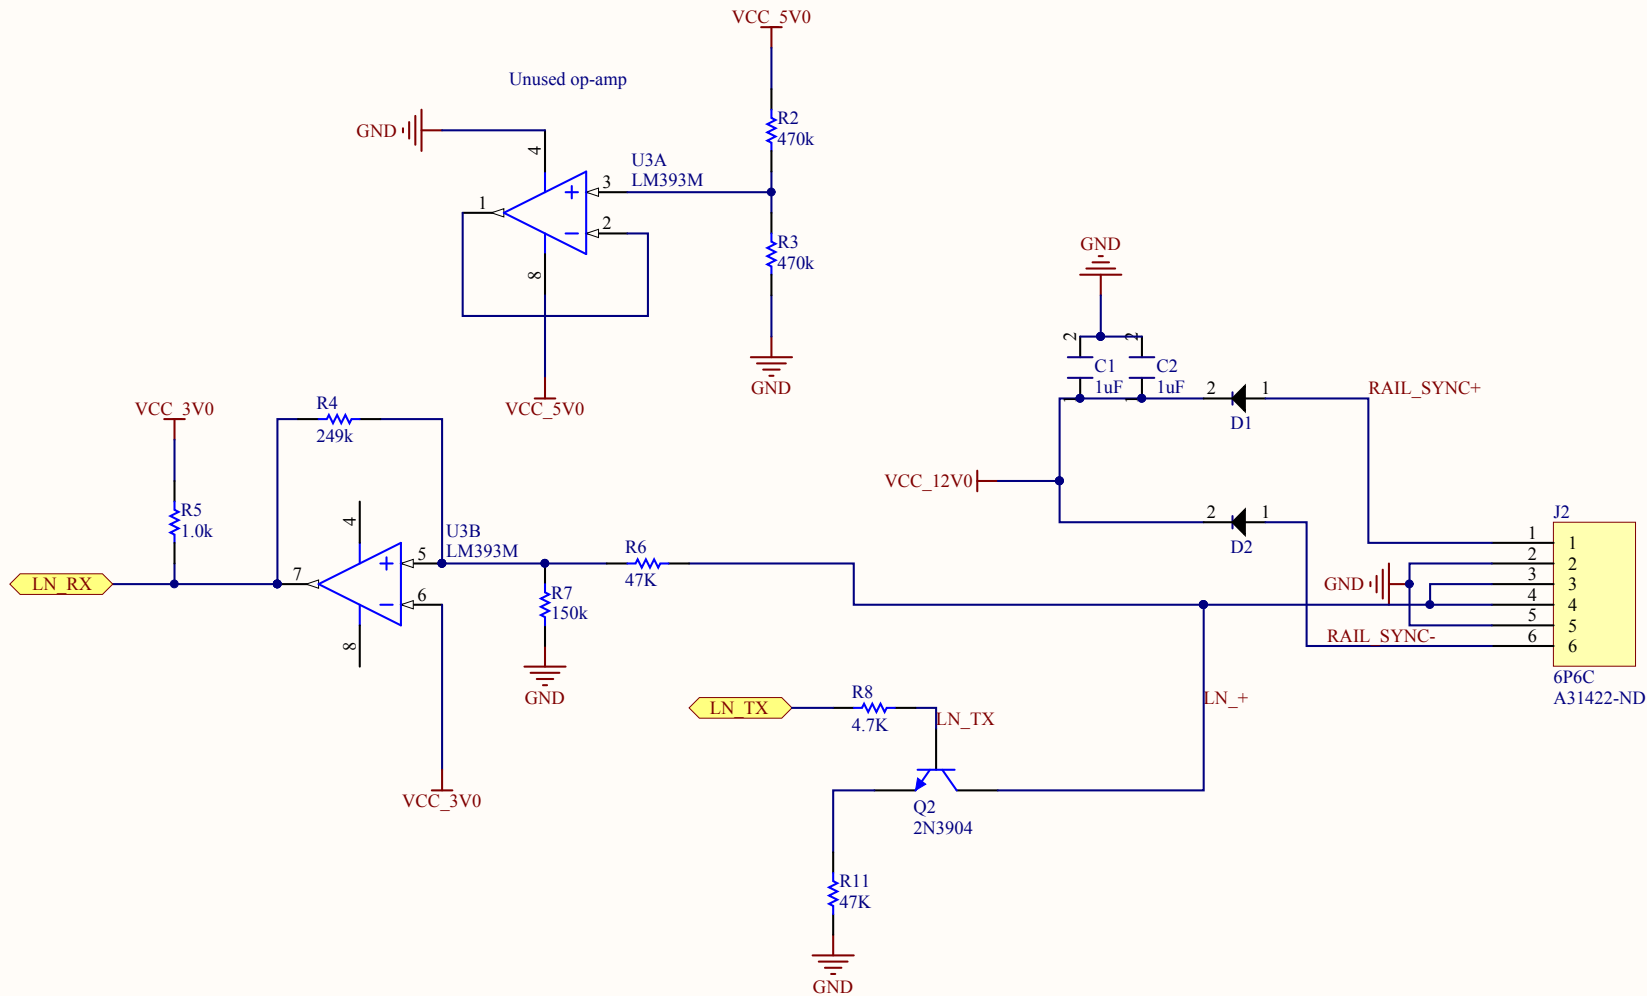 VCC_5V0
Unused op-amp
R2
470k
GND
4
U3A
LM393M
3
1
2
R3
470k
8
GND
VCC_5V0
GND
2
2
C1
1uF
C2
1uF
2
1
RAIL_SYNC+
D1
VCC_3V0
R4
249k
VCC_12V0
R5
1.0k
4
U3B
LM393M
5
R6
47K
2
1
D2
J2
1
1
2
2
GND
3
3
4
4
5
5
RAIL_SYNC-
6
6
LN_RX
7
6
R7
150k
8
GND
6P6C
A31422-ND
R8
4.7K
LN_TX
LN_TX
LN_+
VCC_3V0
Q2
2N3904
R11
47K
GND